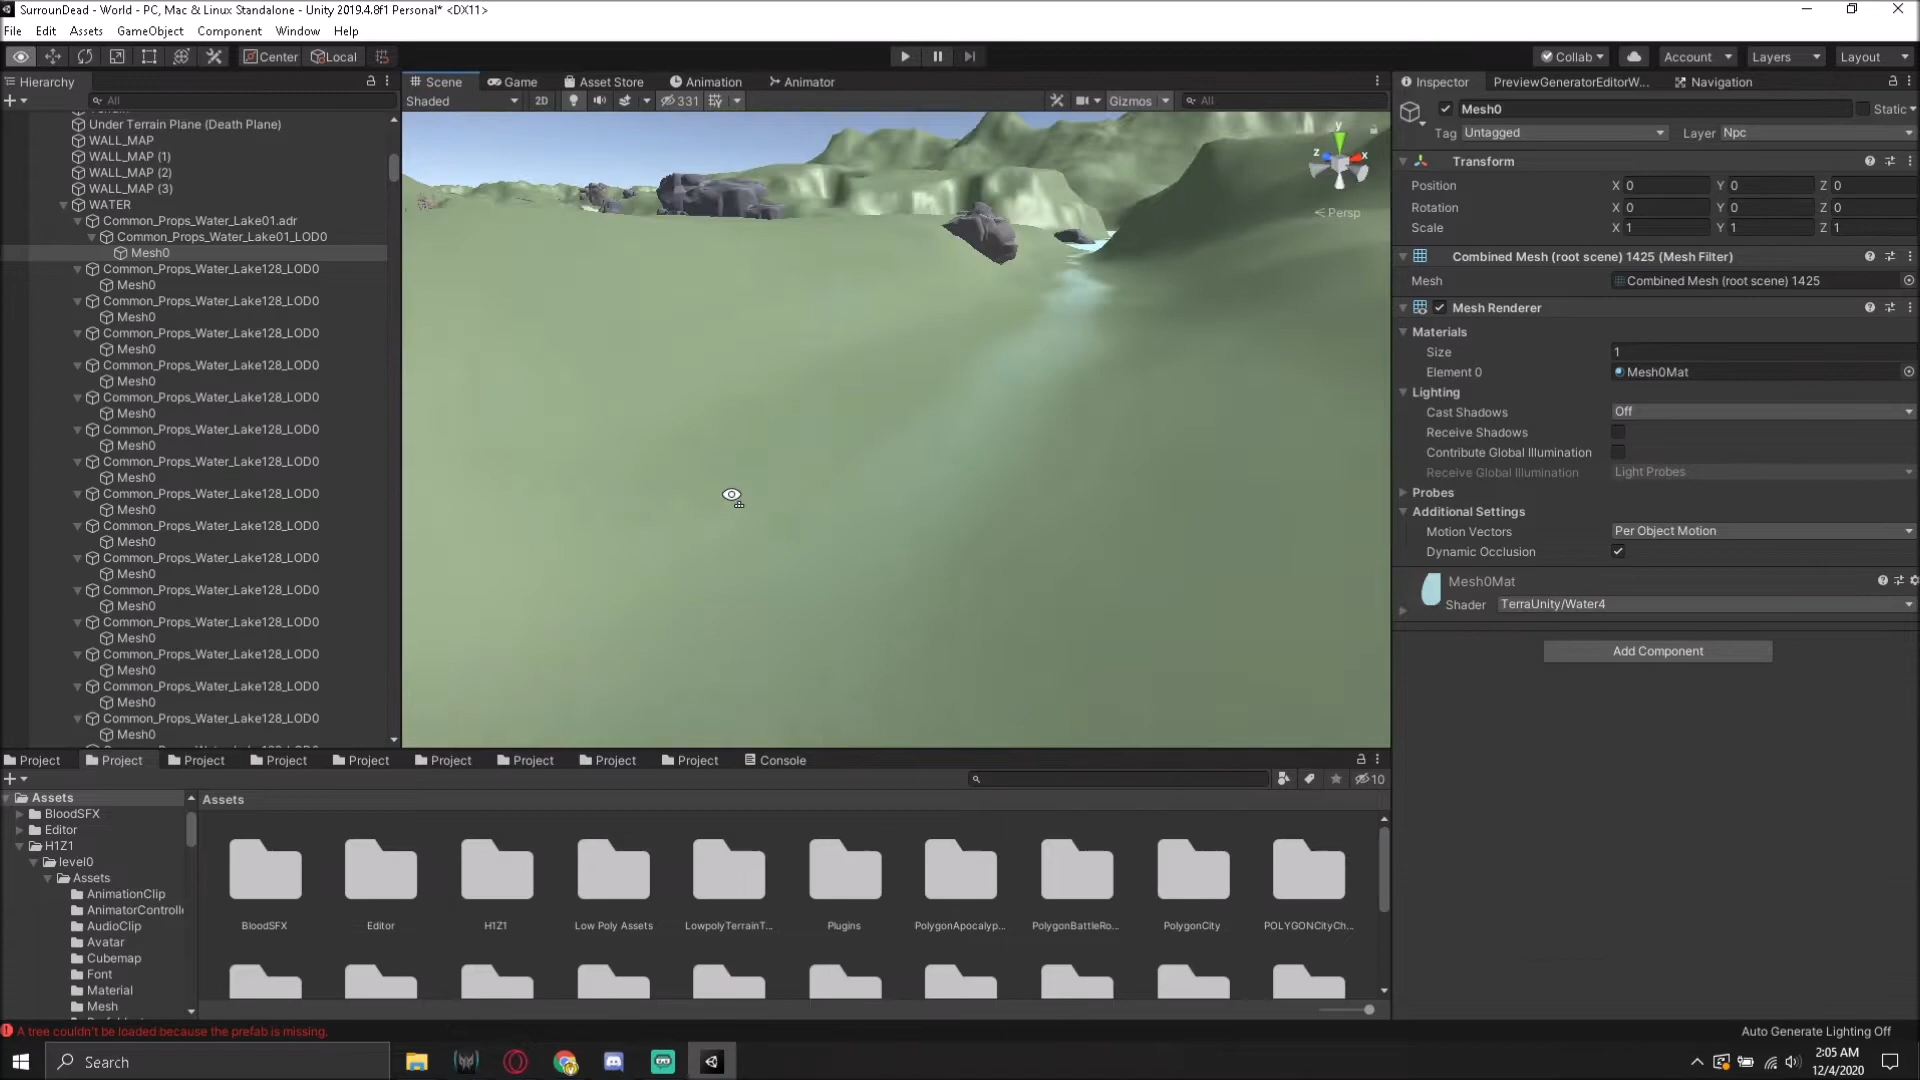 SurrounDead - World - PC, Mac & Linux Standalone - Unity 2019.4.8f1 Personal* <DX11>
File Edit Assets GameObject Component Window Help
Center Local Collab Account Layers Layout
Hierarchy
All
Under Terrain Plane (Death Plane)
WALL_MAP
WALL_MAP (1)
WALL_MAP (2)
WALL_MAP (3)
WATER
Common_Props_Water_Lake01.adr
Common_Props_Water_Lake01_LOD0
Mesh0
Common_Props_Water_Lake128_LOD0
Mesh0
Common_Props_Water_Lake128_LOD0
Mesh0
Common_Props_Water_Lake128_LOD0
Mesh0
Common_Props_Water_Lake128_LOD0
Mesh0
Common_Props_Water_Lake128_LOD0
Mesh0
Common_Props_Water_Lake128_LOD0
Mesh0
Common_Props_Water_Lake128_LOD0
Mesh0
Common_Props_Water_Lake128_LOD0
Mesh0
Common_Props_Water_Lake128_LOD0
Mesh0
Common_Props_Water_Lake128_LOD0
Mesh0
Common_Props_Water_Lake128_LOD0
Mesh0
Common_Props_Water_Lake128_LOD0
Mesh0
Common_Props_Water_Lake128_LOD0
Mesh0
Common_Props_Water_Lake128_LOD0
Mesh0
Common_Props_Water_Lake128_LOD0
Mesh0
Scene Game Asset Store Animation Animator
Shaded 2D 331 Gizmos All
y
z x
Persp
Inspector PreviewGeneratorEditorW... Navigation
Mesh0 Static
Tag Untagged Layer Npc
Transform
Position X 0 Y 0 Z 0
Rotation X 0 Y 0 Z 0
Scale X 1 Y 1 Z 1
Combined Mesh (root scene) 1425 (Mesh Filter)
Mesh Combined Mesh (root scene) 1425
Mesh Renderer
Materials
Size 1
Element 0 Mesh0Mat
Lighting
Cast Shadows Off
Receive Shadows
Contribute Global Illumination
Receive Global Illumination Light Probes
Probes
Additional Settings
Motion Vectors Per Object Motion
Dynamic Occlusion
Mesh0Mat
Shader TerraUnity/Water4
Add Component
Project Project Project Project Project Project Project Project Project Console
10
Assets
BloodSFX
Editor
H1Z1
level0
Assets
AnimationClip
AnimatorControlle
AudioClip
Avatar
Cubemap
Font
Material
Mesh
Assets
BloodSFX Editor H1Z1 Low Poly Assets LowpolyTerrainT... Plugins PolygonApocalyp... PolygonBattleRo... PolygonCity POLYGONCityCh...
A tree couldn't be loaded because the prefab is missing.
Auto Generate Lighting Off
Search
2:05 AM
12/4/2020